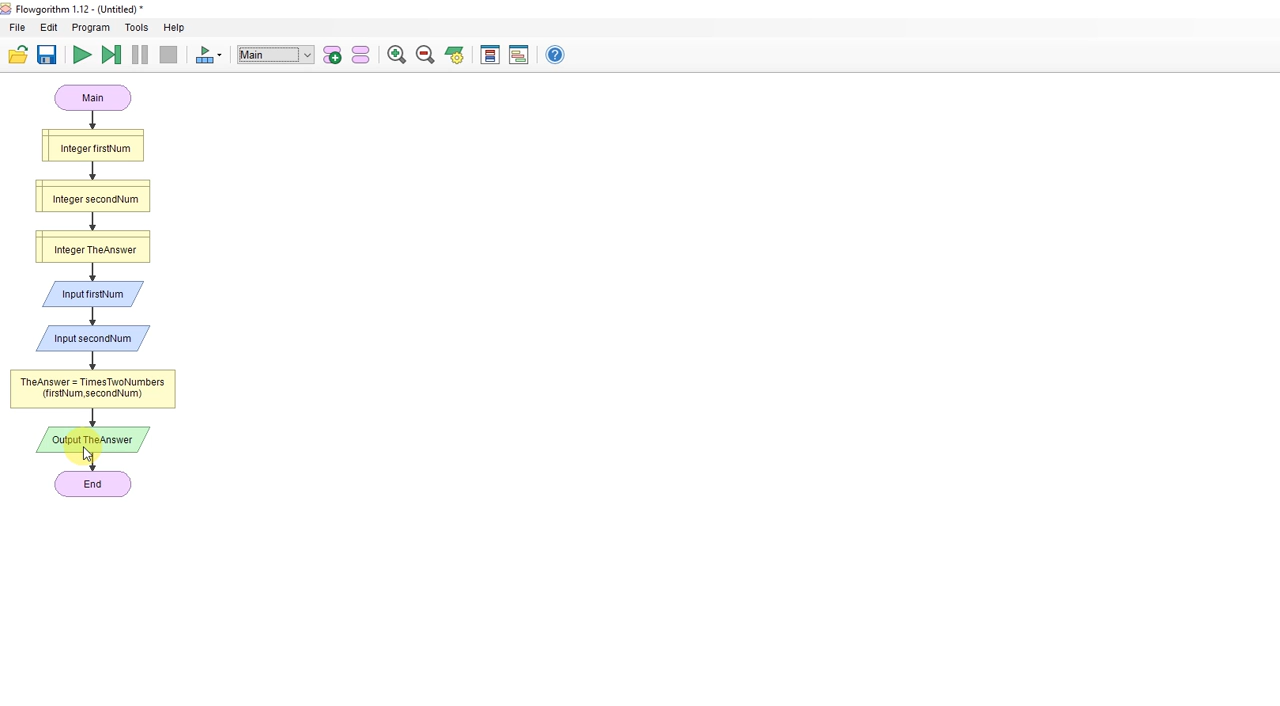 Flowgorithm 1.12 - (Untitled) *
File Edit Program Tools Help
Main
Main
Integer firstNum
Integer secondNum
Integer TheAnswer
Input firstNum
Input secondNum
TheAnswer = TimesTwoNumbers
(firstNum,secondNum)
Output TheAnswer
End